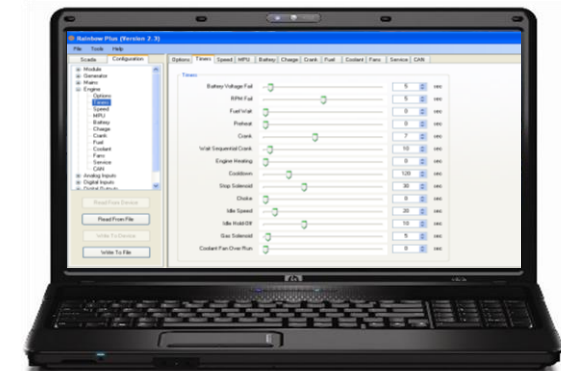 Rainbow Plus (Version 2.3)
File Tools Help
Scada Configuration
Options Timers Speed MPU Battery Charge Crank Fuel Coolant Fans Service CAN
Module
Generator
Mains
Engine
Options
Timers
Speed
MPU
Battery
Charge
Crank
Fuel
Coolant
Fans
Service
CAN
Analog Inputs
Digital Inputs
Digital Outputs
Read From Device
Read From File
Write To Device
Write To File
Timers
Battery Voltage Fail 5 sec
RPM Fail 5 sec
Fuel Wait 0 sec
Preheat 0 sec
Crank 7 sec
Wait Sequential Crank 10 sec
Engine Heating 0 sec
Cooldown 120 sec
Stop Solenoid 30 sec
Choke 0 sec
Idle Speed 20 sec
Idle Hold Off 10 sec
Gas Solenoid 5 sec
Coolant Fan Over Run 0 sec
hp